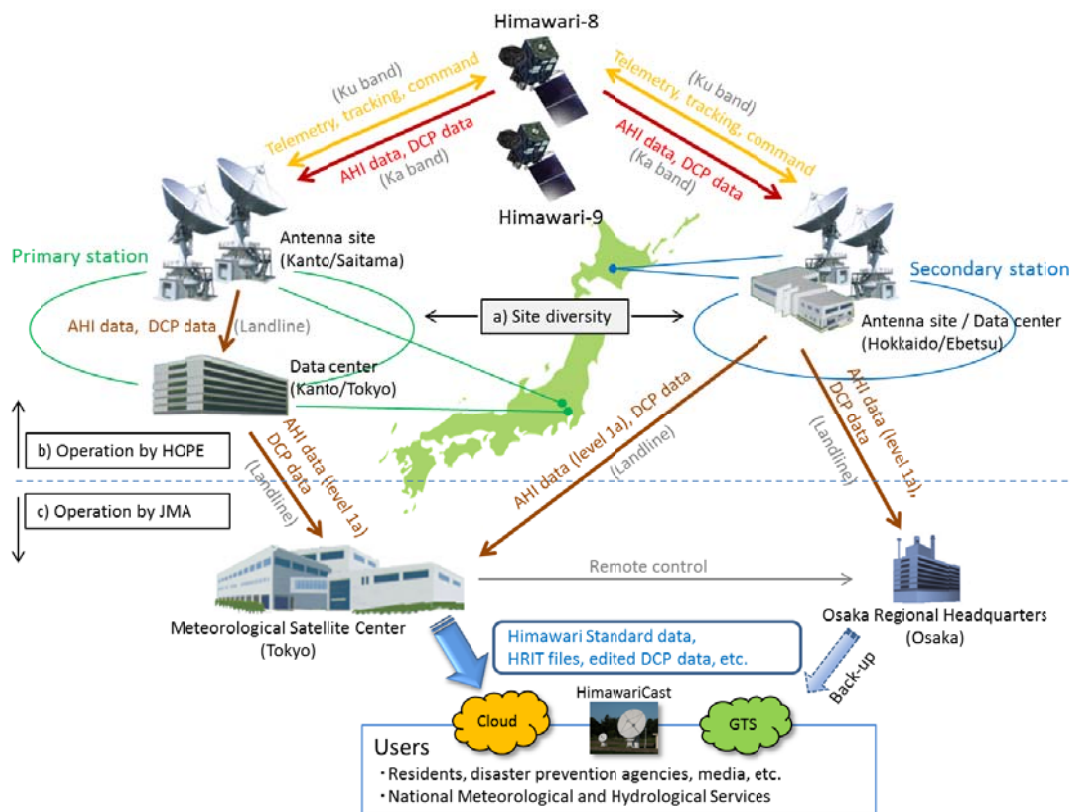 Himawari-8
(Ku band)
Telemetry, tracking, command
AHI data, DCP data
(Ka band)
(Ku band)
Telemetry, tracking, command
AHI data, DCP data
(Ka band)
Himawari-9
Primary station
Antenna site
(Kanto/Saitama)
Secondary station
AHI data, DCP data
(Landline)
a) Site diversity
Antenna site / Data center
(Hokkaido/Ebetsu)
Data center
(Kanto/Tokyo)
b) Operation by HOPE
c) Operation by JMA
AHI data (level 1a)
DCP data
(Landline)
AHI data (level 1a), DCP data
(Landline)
AHI data (level 1a),
DCP data
(Landline)
Remote control
Meteorological Satellite Center
(Tokyo)
Osaka Regional Headquarters
(Osaka)
Himawari Standard data,
HRIT files, edited DCP data, etc.
Back-up
HimawariCast
Cloud
GTS
Users
・Residents, disaster prevention agencies, media, etc.
・National Meteorological and Hydrological Services